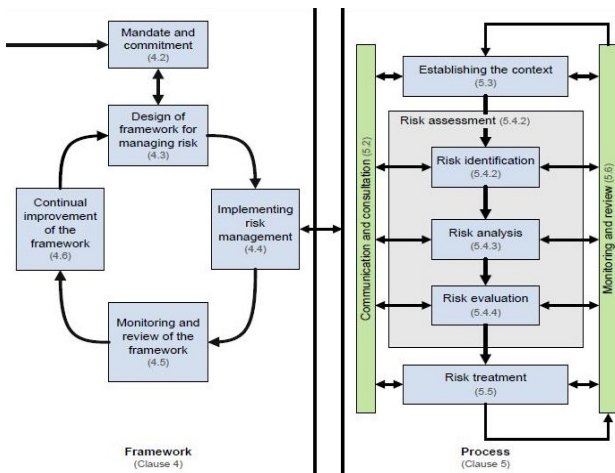 Mandate and
commitment
(4.2)
Design of
framework for
managing risk
(4.3)
Continual
improvement
of the
framework
(4.6)
Implementing
risk
management
(4.4)
Monitoring and
review of the
framework
(4.5)
Framework
(Clause 4)
Communication and consultation (5.2)
Establishing the context
(5.3)
Risk assessment (5.4.2)
Risk identification
(5.4.2)
Risk analysis
(5.4.3)
Risk evaluation
(5.4.4)
Risk treatment
(5.5)
Monitoring and review (5.6)
Process
(Clause 5)